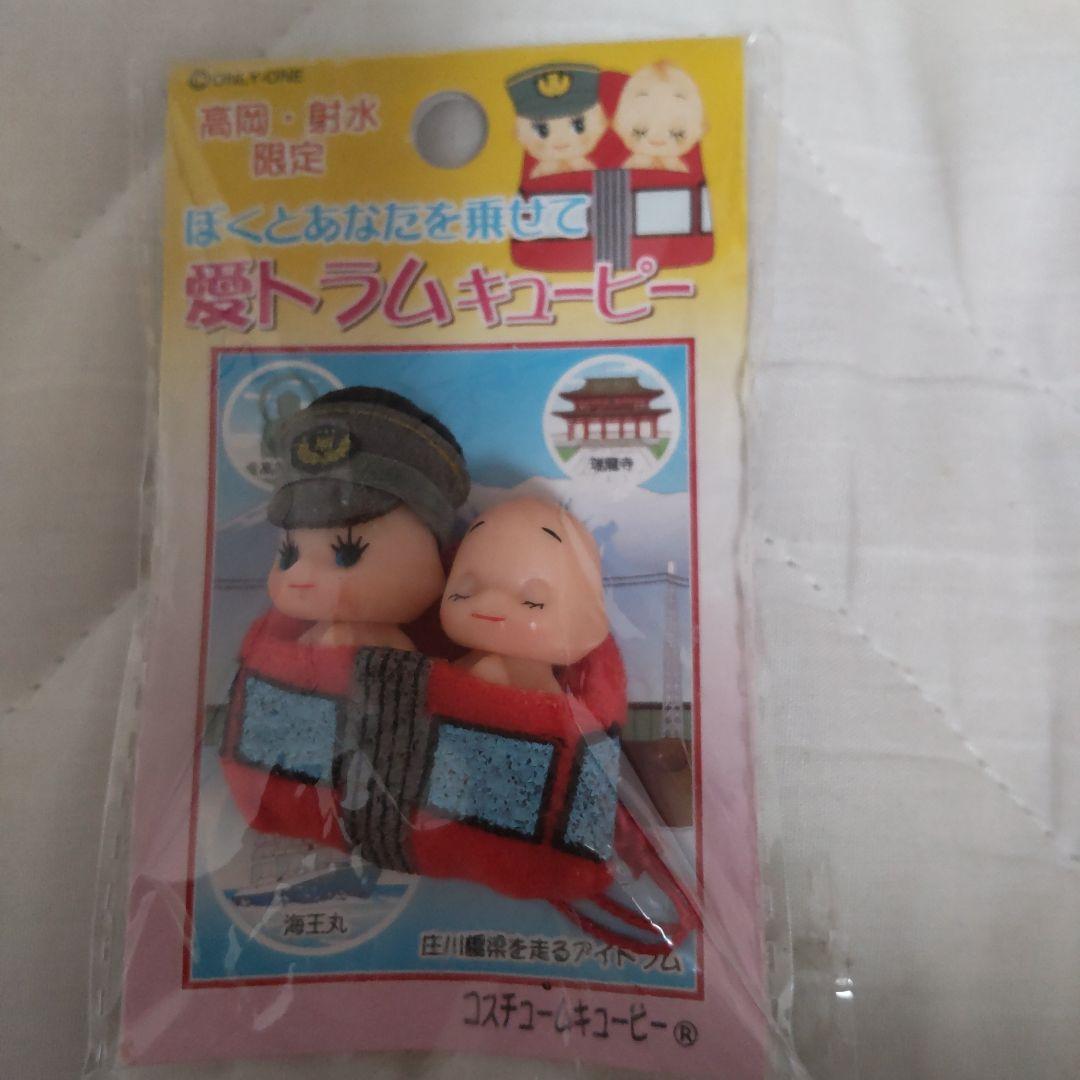 ©ONLY-ONE
高岡・射水
限定
ぼくとあなたを乗せて
愛トラムキューピー
瑞龍寺
海王丸
庄川橋梁を走るアイトラム
コスチュームキューピー®